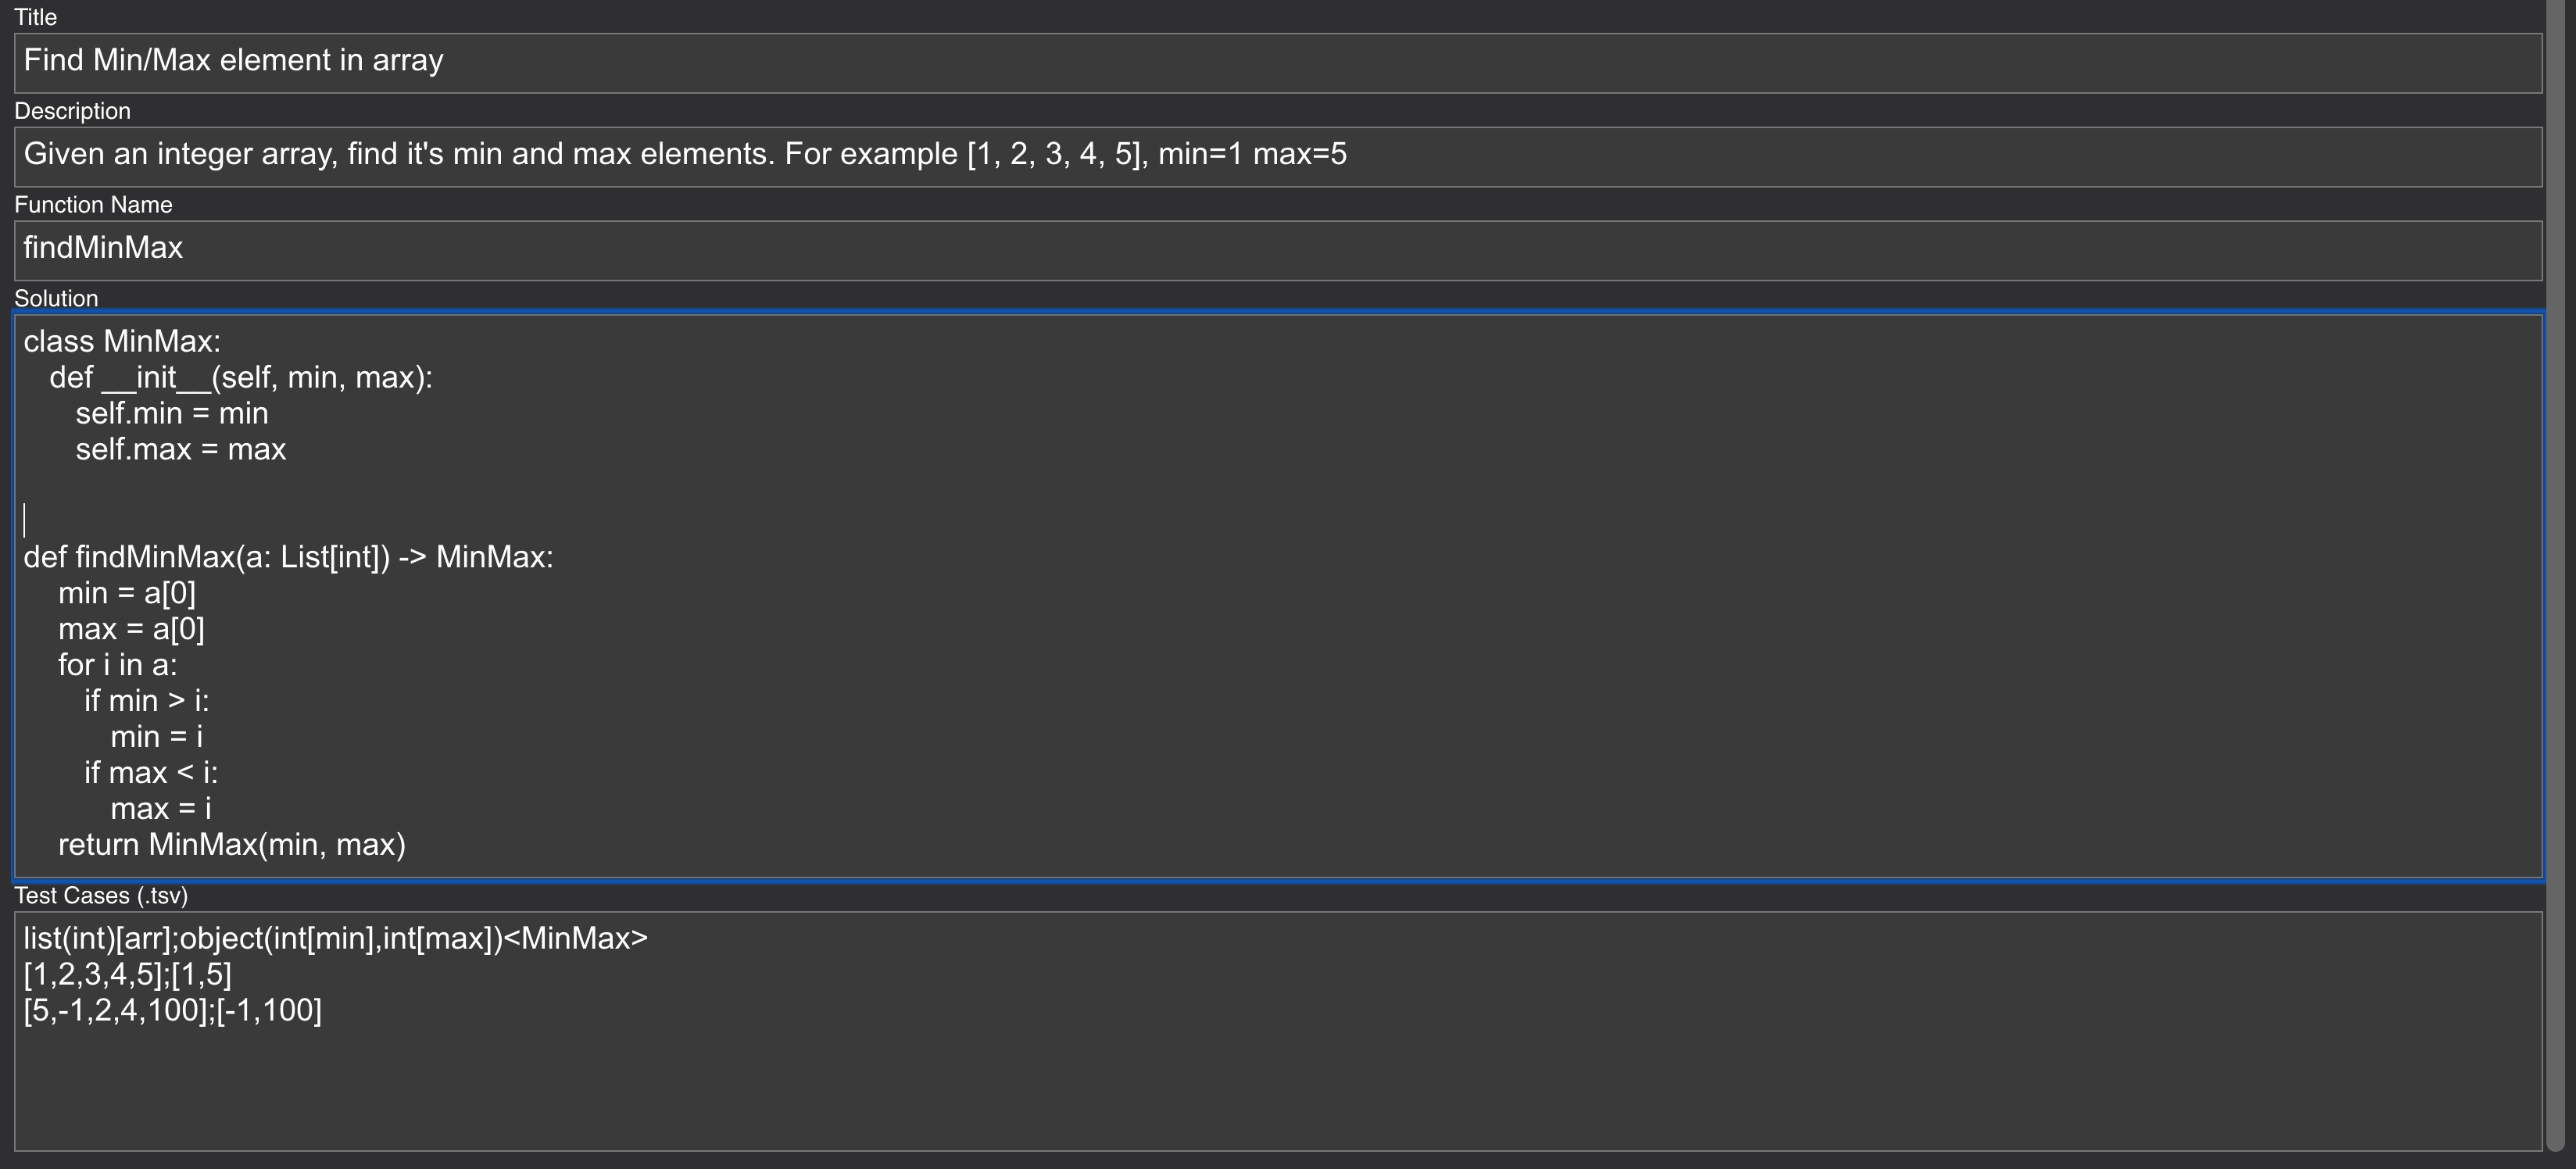 Title
Find Min/Max element in array
Description
Given an integer array, find it's min and max elements. For example [1, 2, 3, 4, 5], min=1 max=5
Function Name
findMinMax
Solution
class MinMax:
   def __init__(self, min, max):
      self.min = min
      self.max = max

def findMinMax(a: List[int]) -> MinMax:
    min = a[0]
    max = a[0]
    for i in a:
       if min > i:
          min = i
       if max < i:
          max = i
    return MinMax(min, max)
Test Cases (.tsv)
list(int)[arr];object(int[min],int[max])<MinMax>
[1,2,3,4,5];[1,5]
[5,-1,2,4,100];[-1,100]